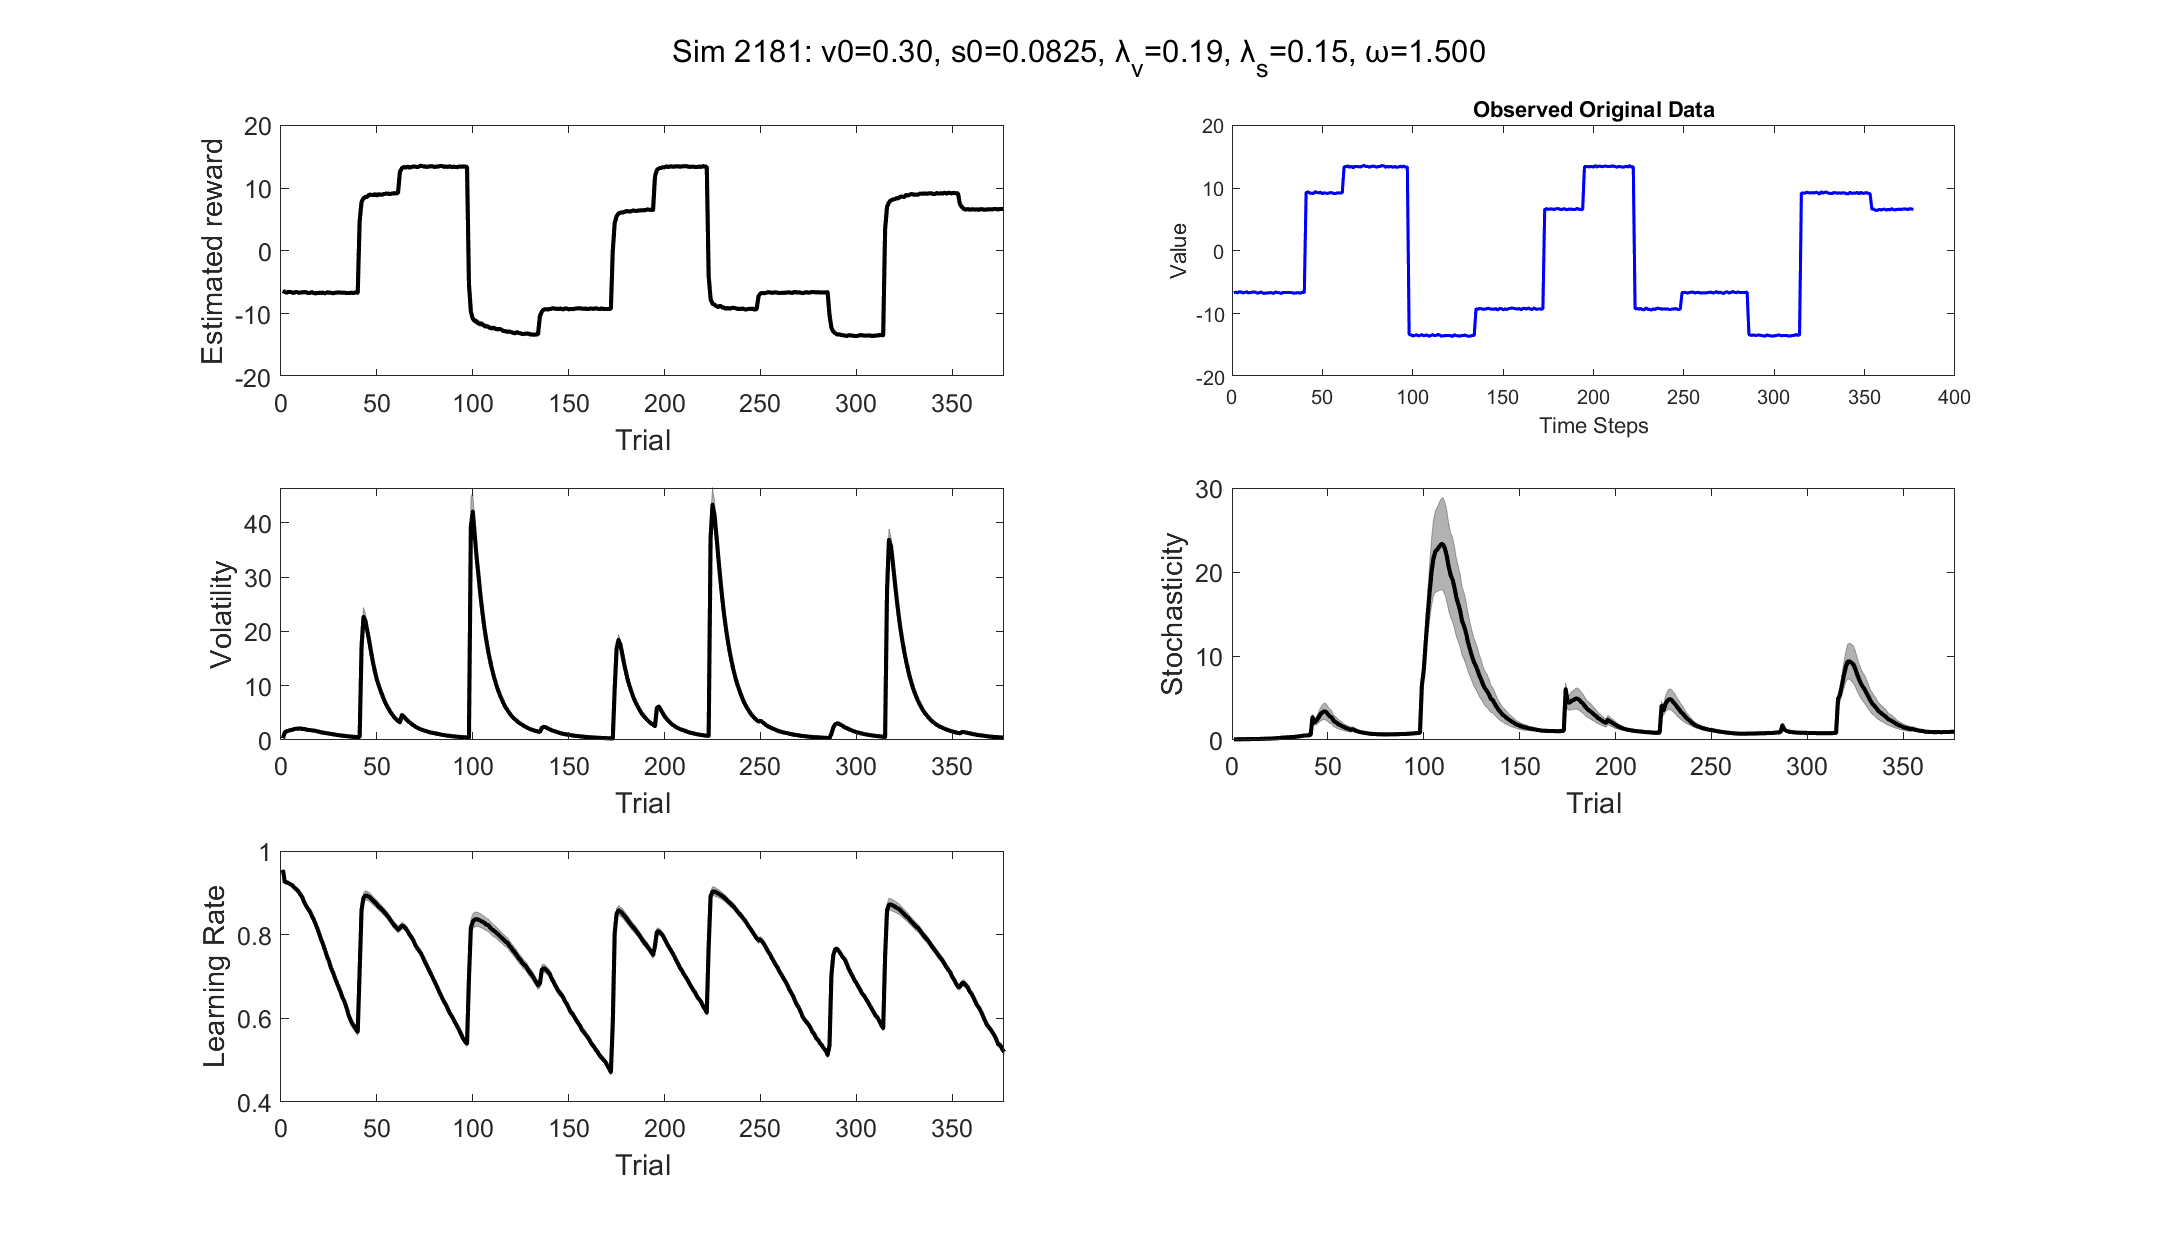 Sim 2181: v0=0.30, s0=0.0825, λ_v=0.19, λ_s=0.15, ω=1.500
Estimated reward
20
10
0
-10
-20
0 50 100 150 200 250 300 350
Trial
Observed Original Data
Value
20
10
0
-10
-20
0 50 100 150 200 250 300 350 400
Time Steps
Volatility
40
30
20
10
0
0 50 100 150 200 250 300 350
Trial
Stochasticity
30
20
10
0
0 50 100 150 200 250 300 350
Trial
Learning Rate
1
0.8
0.6
0.4
0 50 100 150 200 250 300 350
Trial